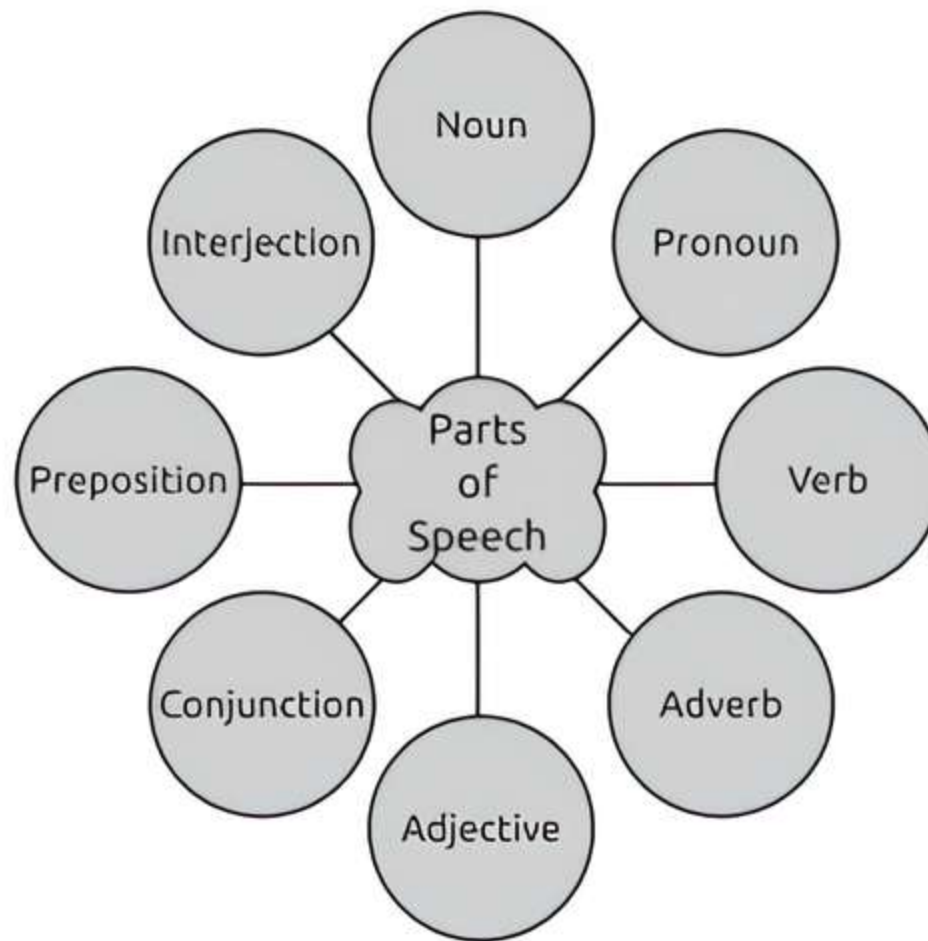 Noun
Interjection
Pronoun
Parts
of
Speech
Preposition
Verb
Conjunction
Adverb
Adjective